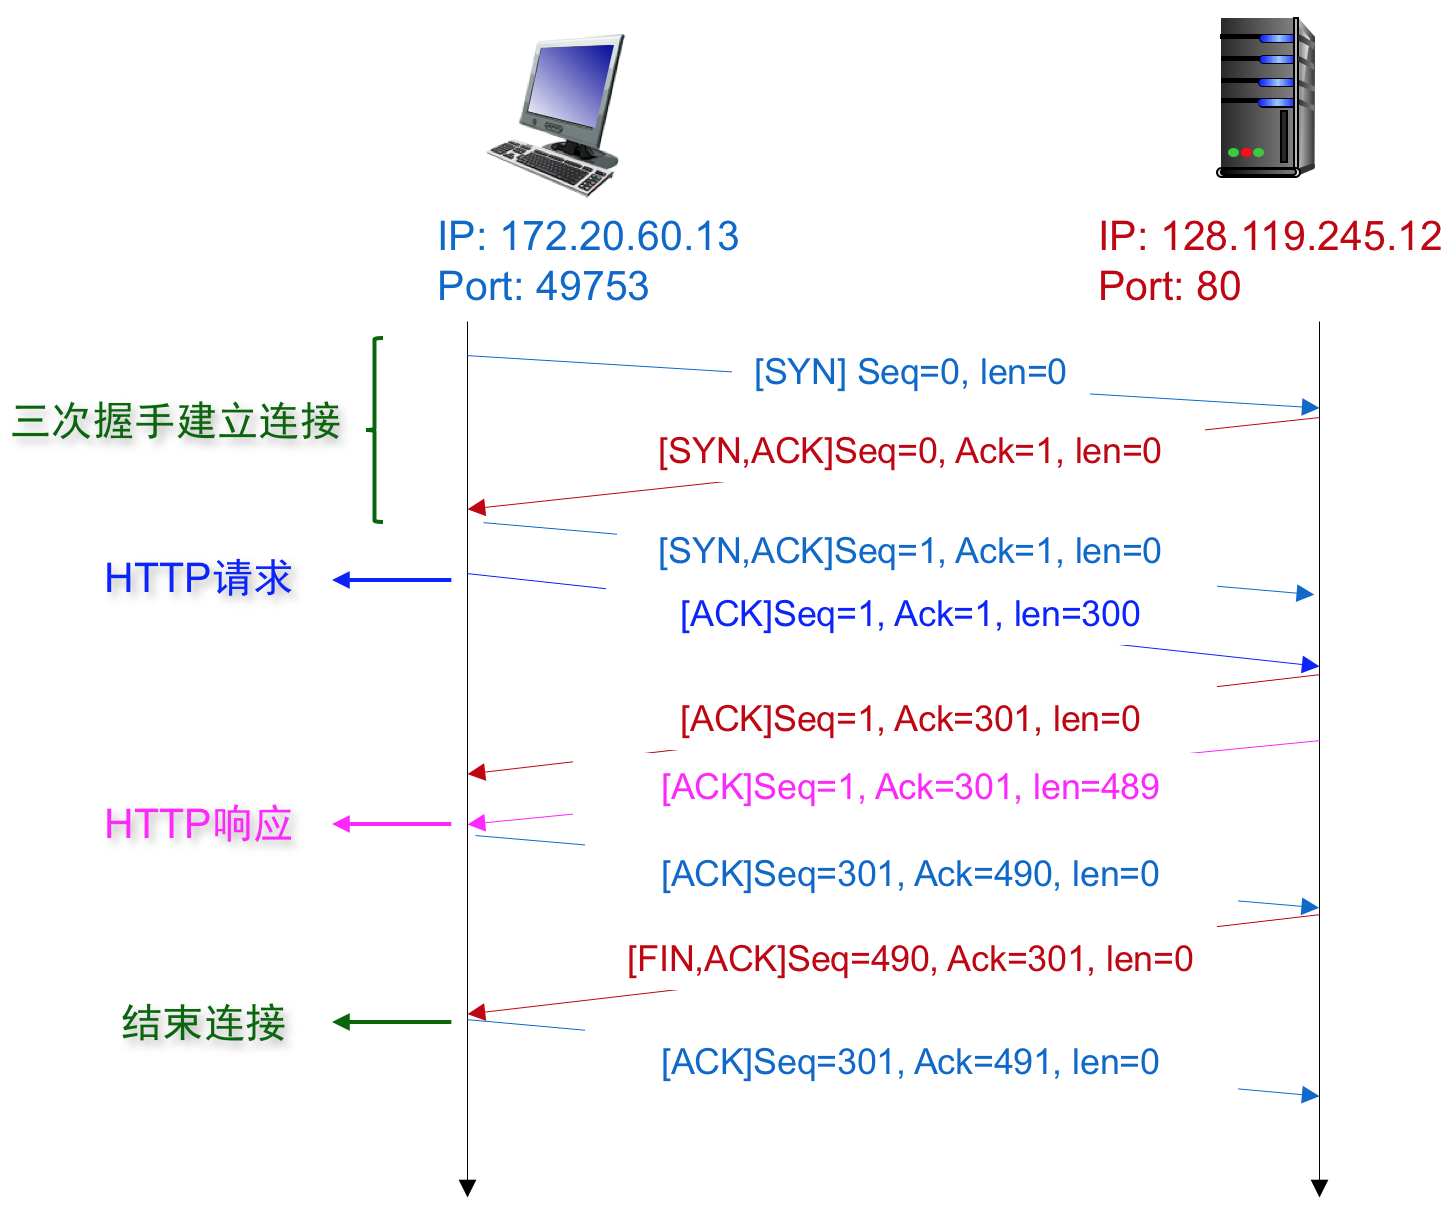 IP: 172.20.60.13
Port: 49753
IP: 128.119.245.12
Port: 80
三次握手建立连接
[SYN] Seq=0, len=0
[SYN,ACK]Seq=0, Ack=1, len=0
[SYN,ACK]Seq=1, Ack=1, len=0
HTTP请求
[ACK]Seq=1, Ack=1, len=300
[ACK]Seq=1, Ack=301, len=0
[ACK]Seq=1, Ack=301, len=489
HTTP响应
[ACK]Seq=301, Ack=490, len=0
[FIN,ACK]Seq=490, Ack=301, len=0
结束连接
[ACK]Seq=301, Ack=491, len=0